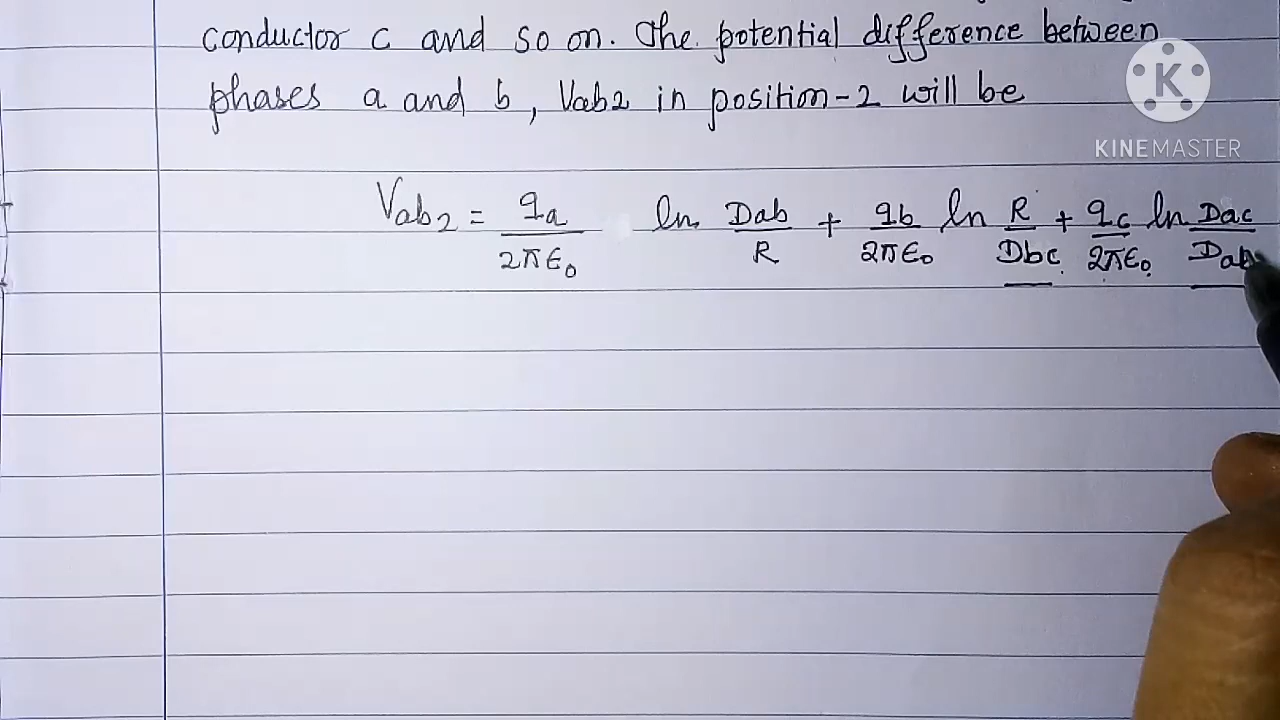 conductor c and so on. The potential difference between
phases a and b, Vab2 in position-2 will be
K
KINEMASTER
Vab2 = qa/2πϵ0 ln Dab/R + qb/2πϵ0 ln R/Dbc + qc/2πϵ0 ln Dac/Dab